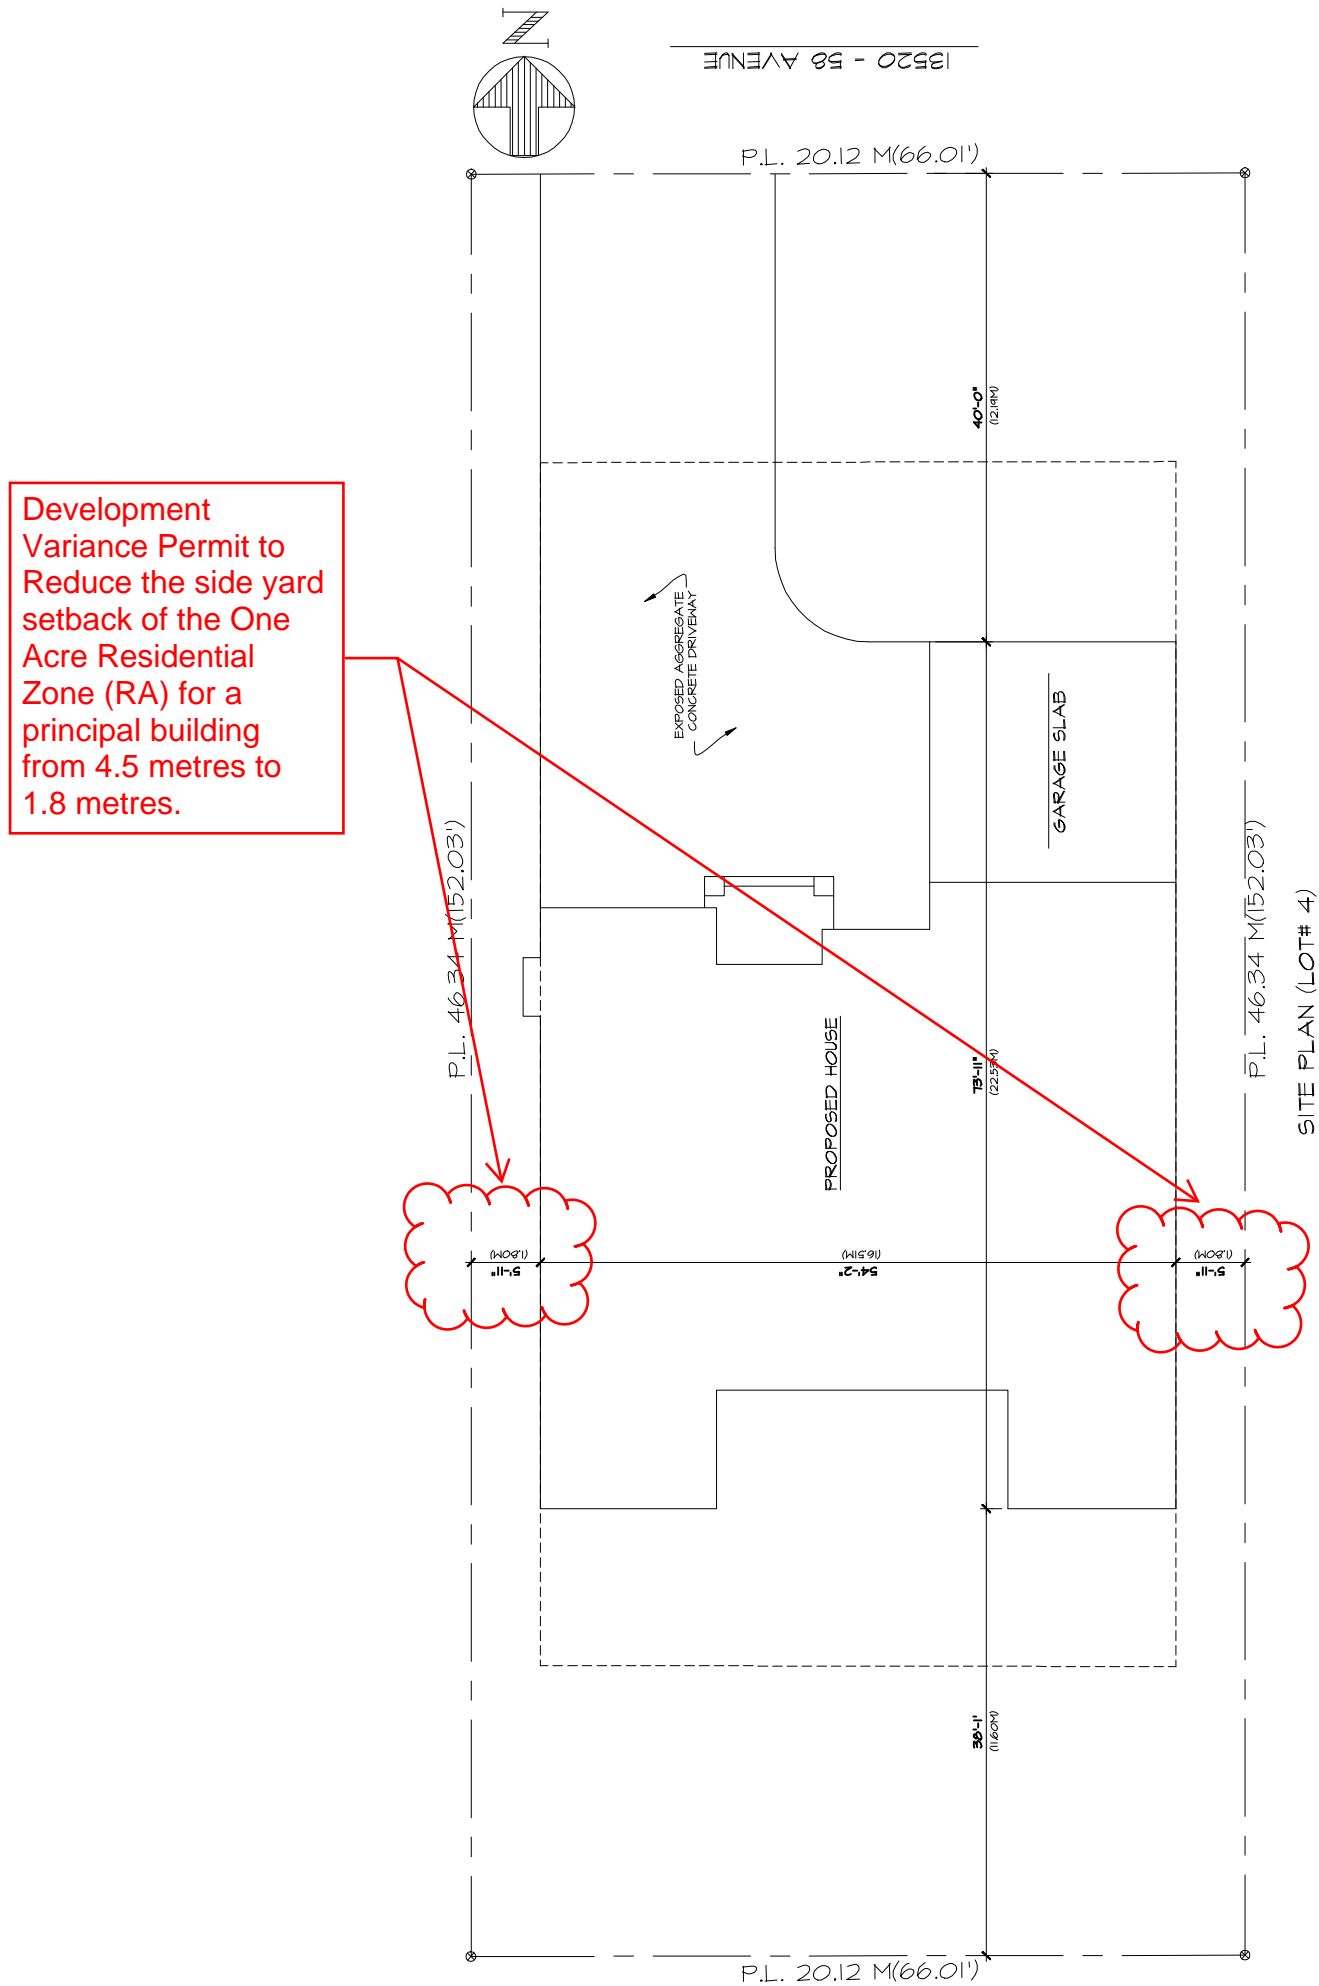 N
13520 - 58 AVENUE
P.L. 20.12 M(66.01')
40'-0"
(12.19M)
Development
Variance Permit to
Reduce the side yard
setback of the One
Acre Residential
Zone (RA) for a
principal building
from 4.5 metres to
1.8 metres.
EXPOSED AGGREGATE
CONCRETE DRIVEWAY
GARAGE SLAB
P.L. 46.34 M(152.03')
P.L. 46.34 M(152.03')
SITE PLAN (LOT# 4)
PROPOSED HOUSE
73'-11"
(22.53M)
(1.80M)
5'-11"
(16.51M)
54'-2"
(1.80M)
5'-11"
38'-1'
(11.60M)
P.L. 20.12 M(66.01')